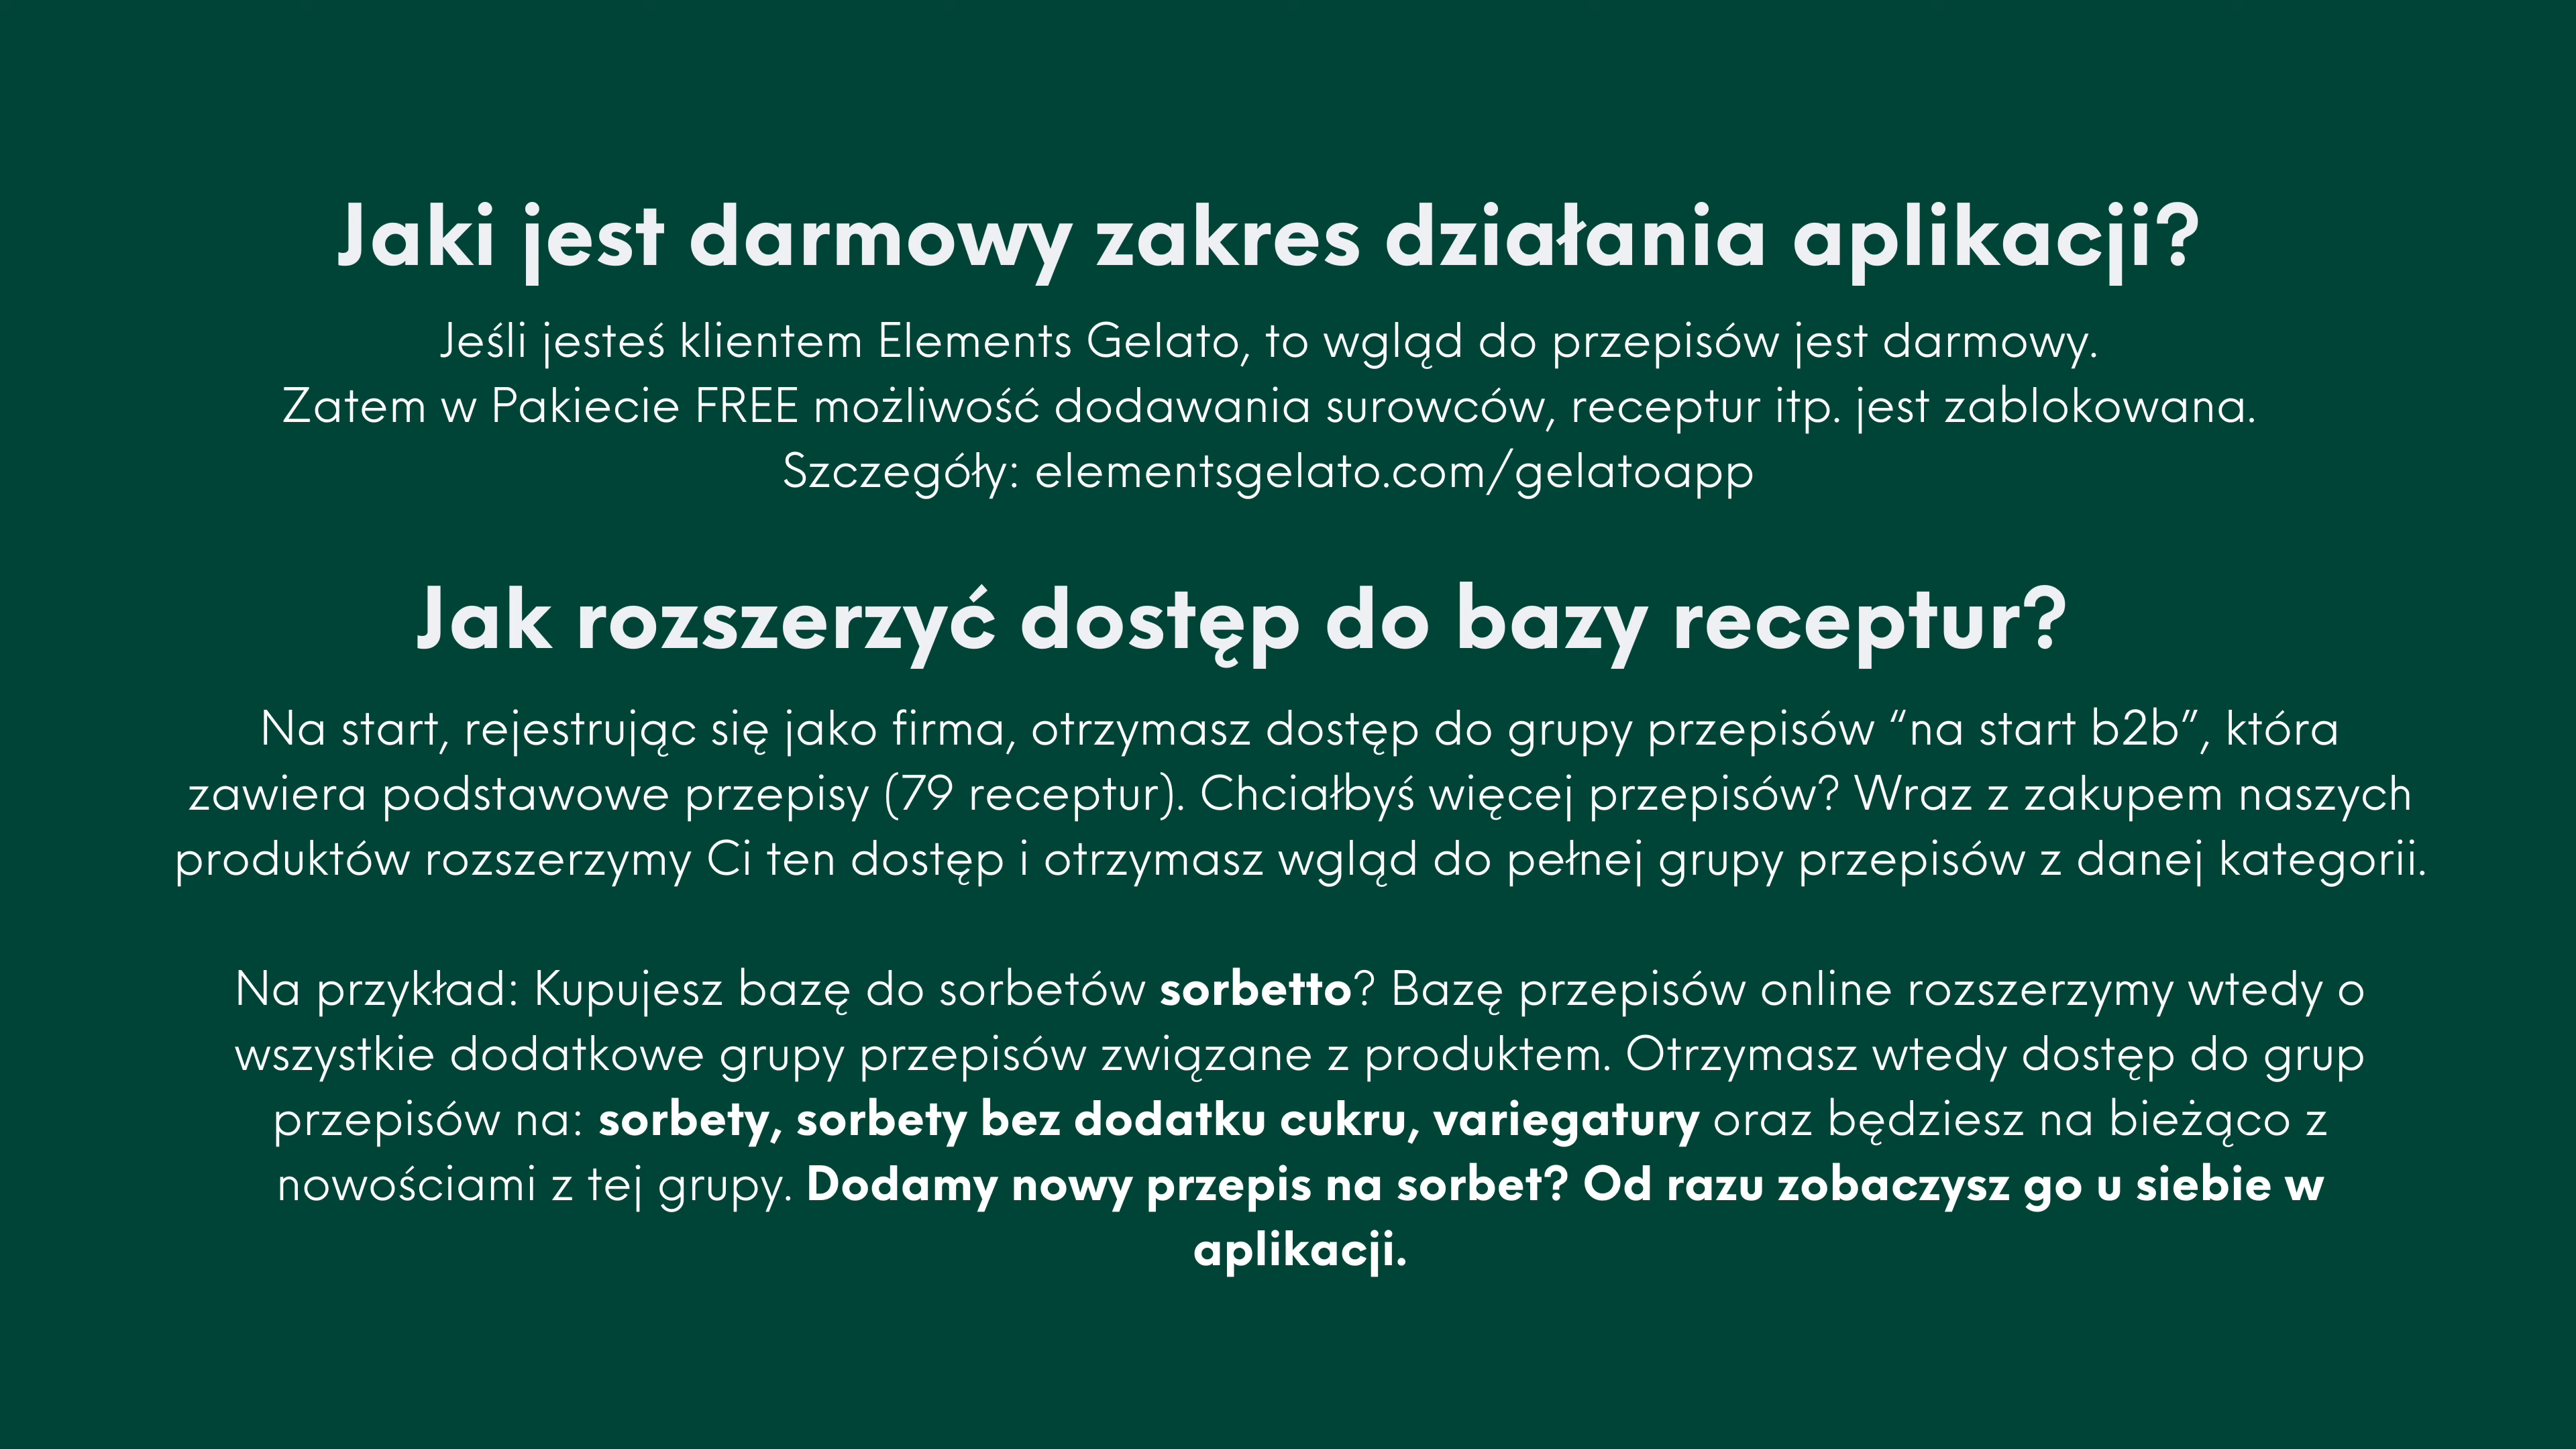 Jaki jest darmowy zakres działania aplikacji?
Jeśli jesteś klientem Elements Gelato, to wgląd do przepisów jest darmowy.
Zatem w Pakiecie FREE możliwość dodawania surowców, receptur itp. jest zablokowana.
Szczegóły: elementsgelato.com/gelatoapp
Jak rozszerzyć dostęp do bazy receptur?
Na start, rejestrując się jako firma, otrzymasz dostęp do grupy przepisów “na start b2b”, która
zawiera podstawowe przepisy (79 receptur). Chciałbyś więcej przepisów? Wraz z zakupem naszych
produktów rozszerzymy Ci ten dostęp i otrzymasz wgląd do pełnej grupy przepisów z danej kategorii.
Na przykład: Kupujesz bazę do sorbetów sorbetto? Bazę przepisów online rozszerzymy wtedy o
wszystkie dodatkowe grupy przepisów związane z produktem. Otrzymasz wtedy dostęp do grup
przepisów na: sorbety, sorbety bez dodatku cukru, variegatury oraz będziesz na bieżąco z
nowościami z tej grupy. Dodamy nowy przepis na sorbet? Od razu zobaczysz go u siebie w
aplikacji.